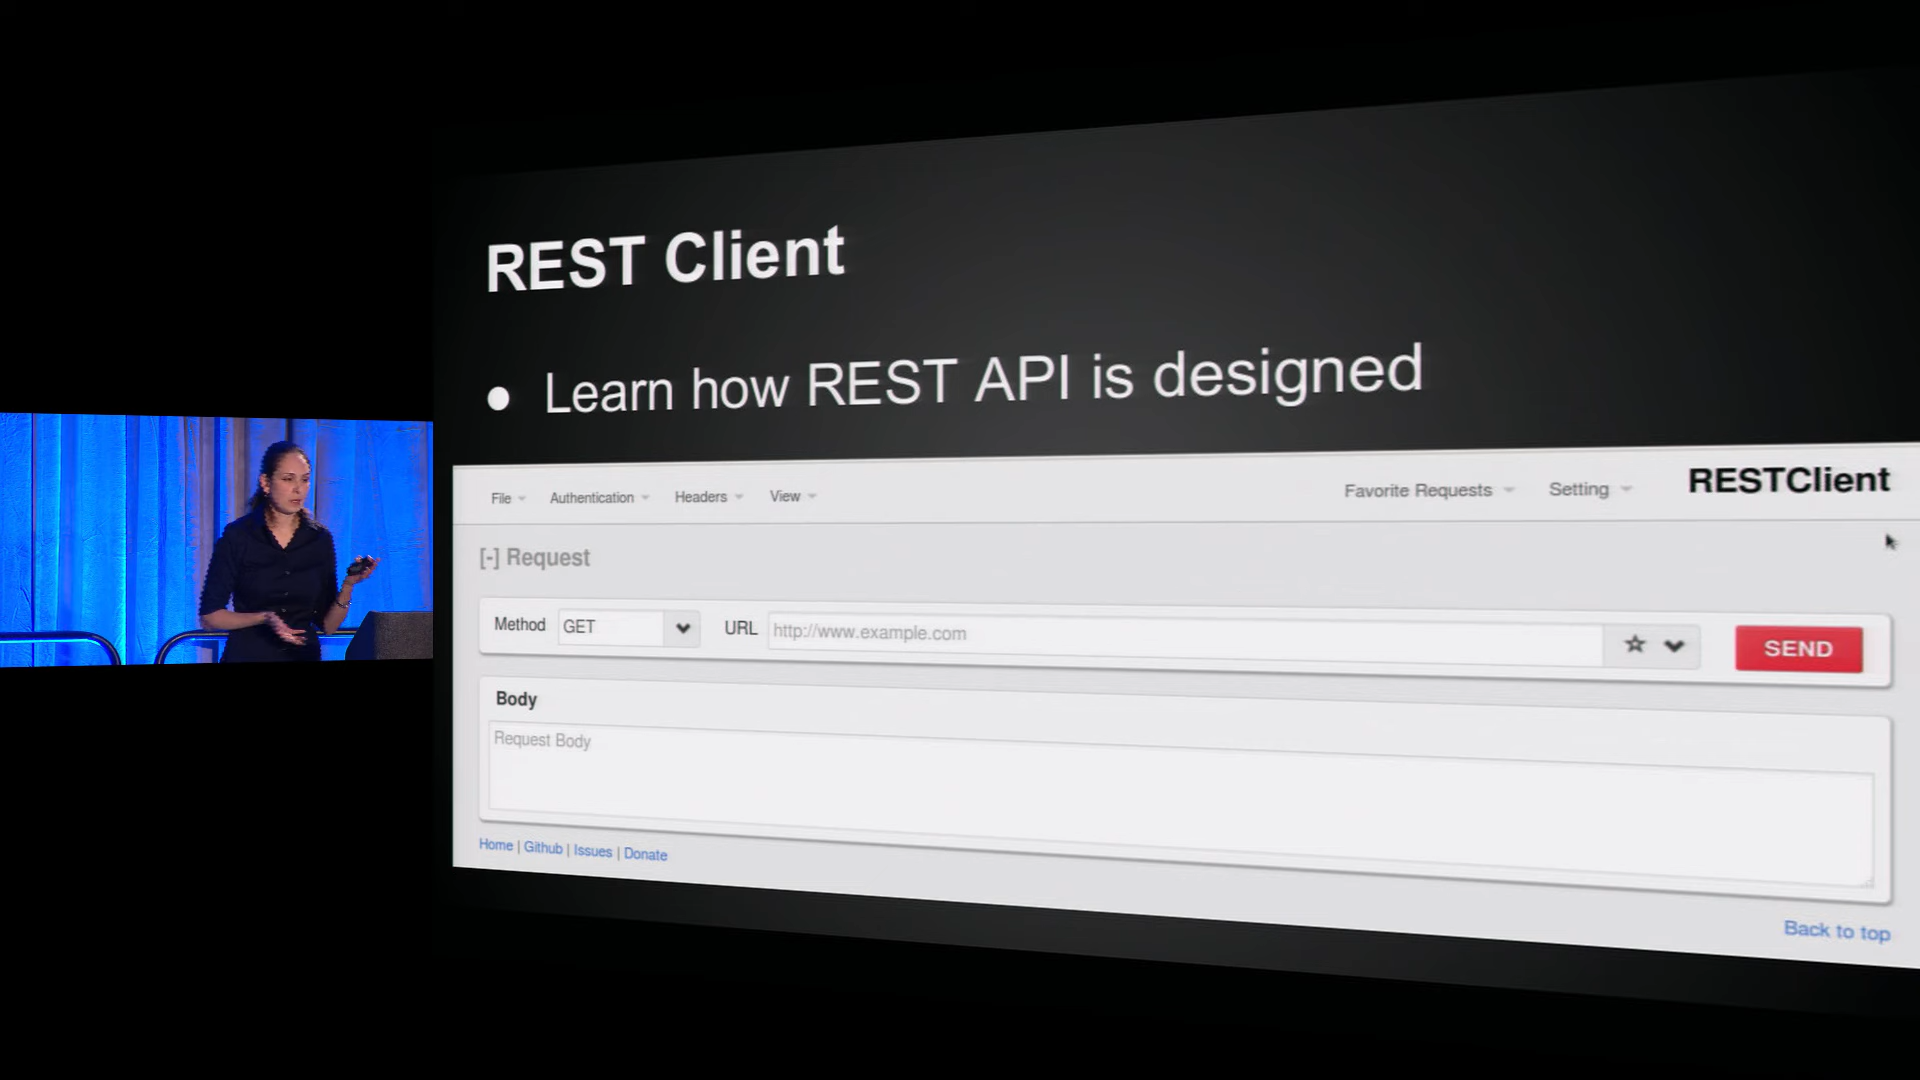 REST Client
● Learn how REST API is designed
File Authentication Headers View Favorite Requests Setting RESTClient
[-] Request
Method GET URL http://www.example.com SEND
Body
Request Body
Home | Github | Issues | Donate
Back to top